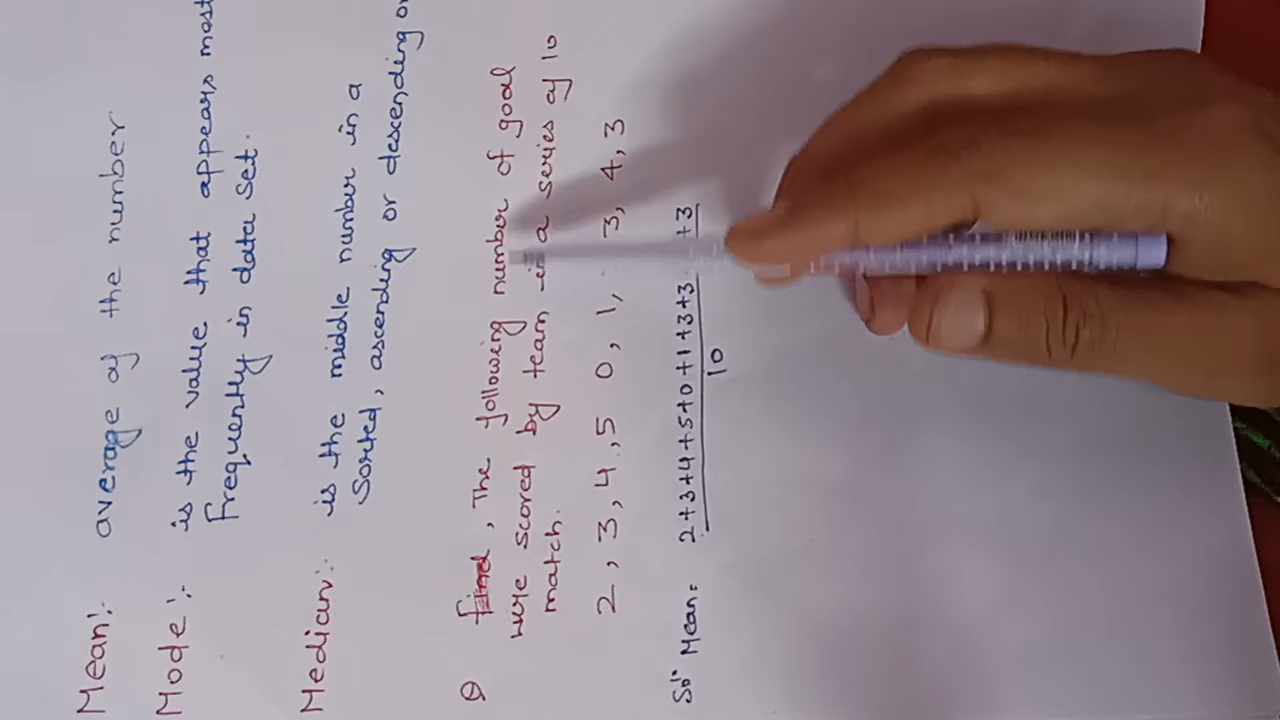 Mean:- average of the number
Mode:- is the value that appears most
frequently in data set.
Median:- is the middle number in a
sorted, ascending or descending or
Q find, The following number of goal
were scored by team in a series of 10
match.
2, 3, 4, 5 0, 1, 3, 4, 3
Sol^n Mean = 2+3+4+5+0+1+3+3 +3
10